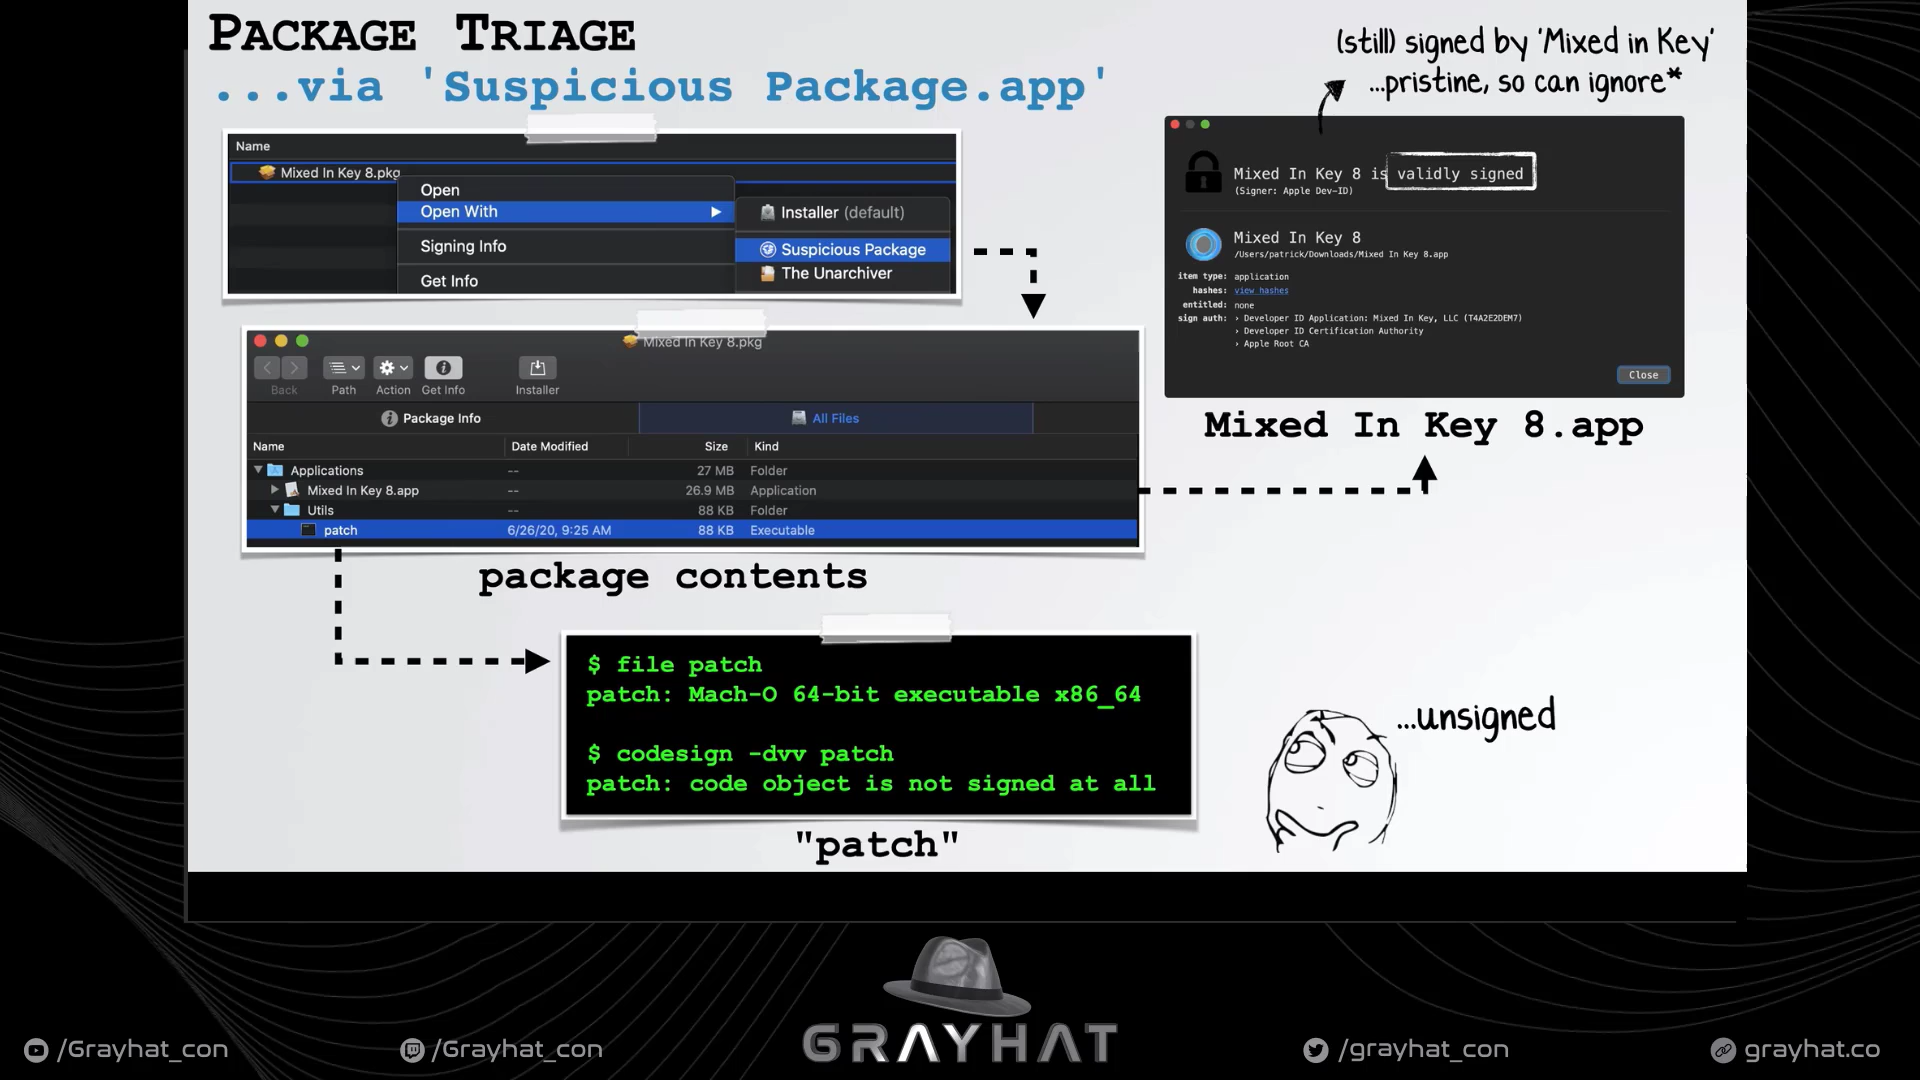 PACKAGE TRIAGE
...via 'Suspicious Package.app'
(still) signed by 'Mixed in Key'
...pristine, so can ignore*
Name
Mixed In Key 8.pkg
Open
Open With
Signing Info
Get Info
Installer (default)
Suspicious Package
The Unarchiver
Mixed In Key 8 is validly signed
(Signer: Apple Dev-ID)
Mixed In Key 8
/Users/patrick/Downloads/Mixed In Key 8.app
item type: application
hashes: view hashes
entitled: none
sign auth: › Developer ID Application: Mixed In Key, LLC (T4A2E2DEM7)
› Developer ID Certification Authority
› Apple Root CA
Close
Mixed In Key 8.app
Mixed In Key 8.pkg
Back Path Action Get Info Installer
Package Info All Files
Name Date Modified Size Kind
Applications -- 27 MB Folder
Mixed In Key 8.app -- 26.9 MB Application
Utils -- 88 KB Folder
patch 6/26/20, 9:25 AM 88 KB Executable
package contents
$ file patch
patch: Mach-O 64-bit executable x86_64
$ codesign -dvv patch
patch: code object is not signed at all
"patch"
...unsigned
GRAYHAT
/Grayhat_con
/Grayhat_con
/grayhat_con
grayhat.co